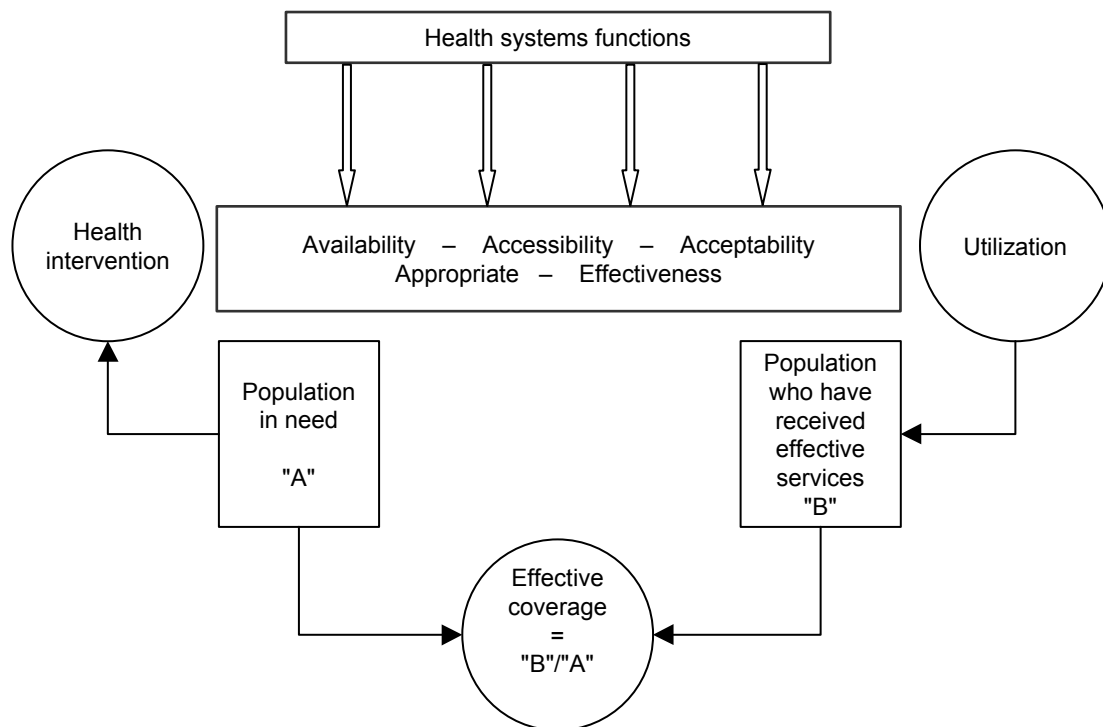 Health systems functions
Health
intervention
Availability – Accessibility – Acceptability
Appropriate – Effectiveness
Utilization
Population
in need
"A"
Population
who have
received
effective
services
"B"
Effective
coverage
=
"B"/"A"